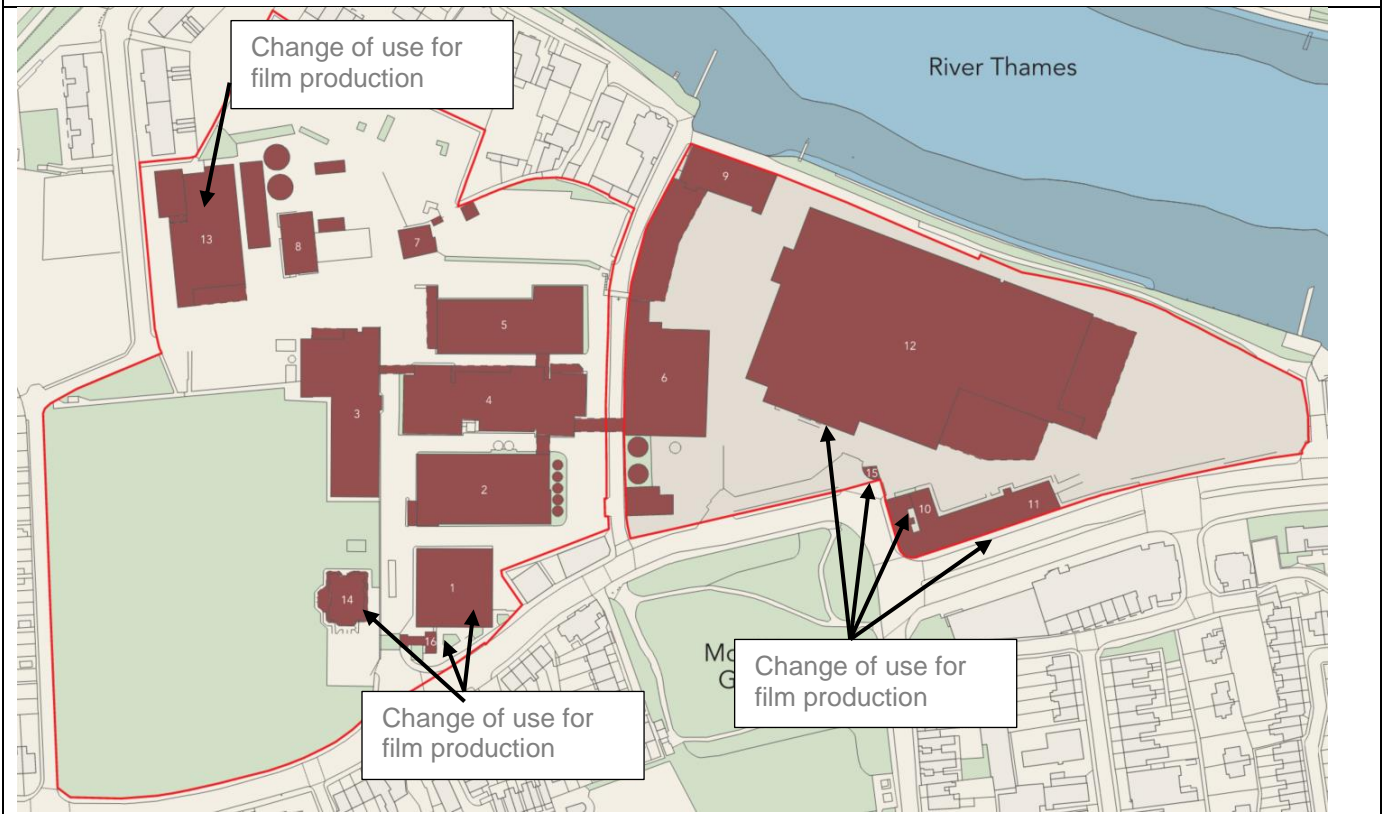 Change of use for
film production
River Thames
9
13
8
7
5
12
6
4
3
2
15
10
11
1
14
16
Mo
G
Change of use for
film production
Change of use for
film production